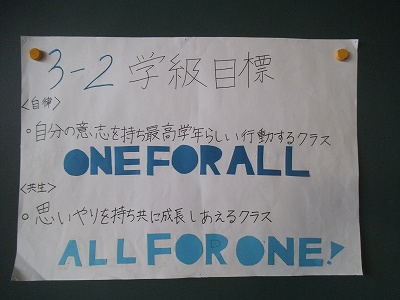 3-2 学級目標
<自律>
○自分の意志を持ち最高学年らしい行動するクラス
ONE FOR ALL
<共生>
○思いやりを持ち共に成長しあえるクラス
ALL FOR ONE!